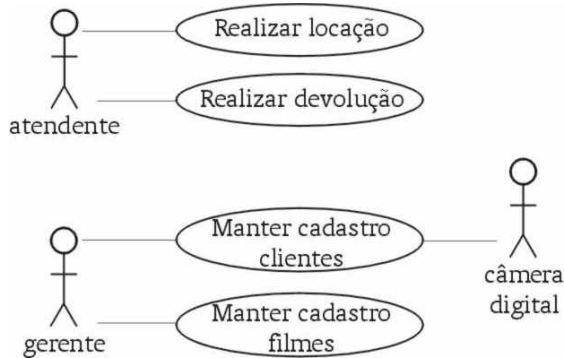 Realizar locação
Realizar devolução
atendente
Manter cadastro
clientes
câmera
digital
Manter cadastro
filmes
gerente